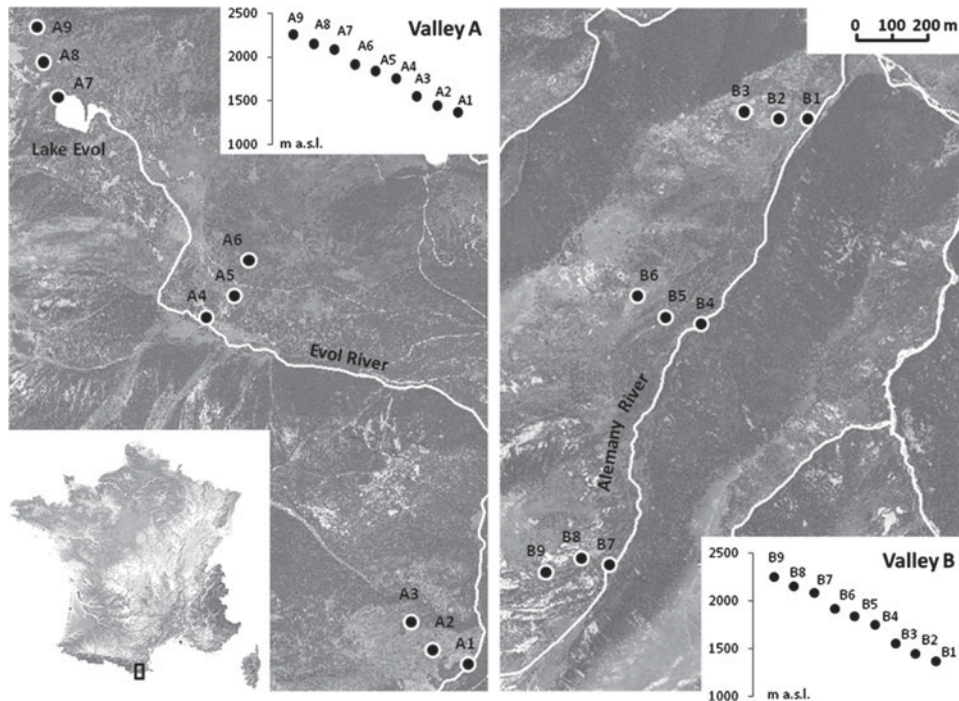 2500
2000
1500
1000
m a.s.l.
Valley A
A9
A8
A7
A6
A5
A4
A3
A2
A1
A9
A8
A7
Lake Evol
A6
A5
A4
Evol River
A3
A2
A1
0 100 200 m
B3
B2
B1
B6
B5
B4
Alemany River
B9
B8
B7
2500
2000
1500
1000
m a.s.l.
Valley B
B9
B8
B7
B6
B5
B4
B3
B2
B1